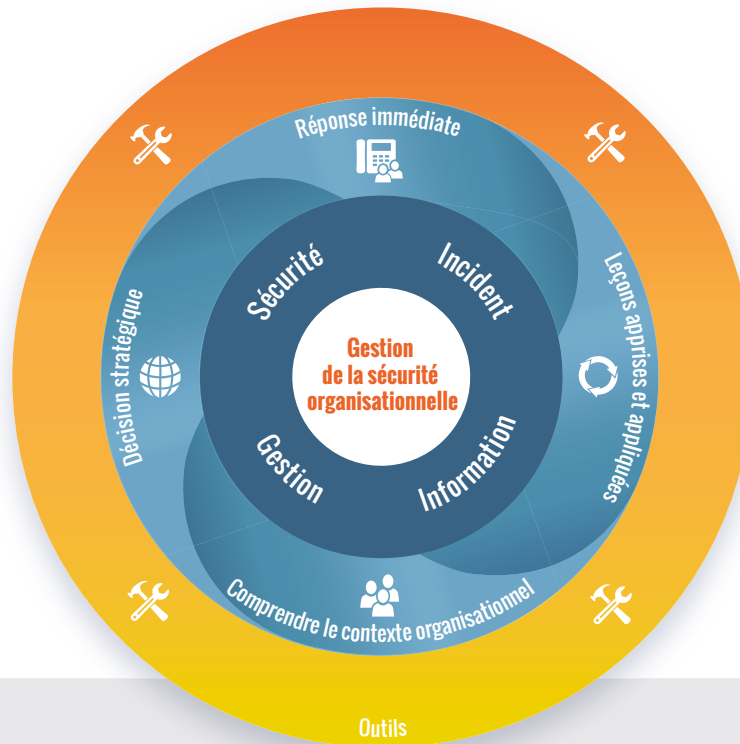 Réponse immédiate
Sécurité
Incident
Leçons apprises et appliquées
Décision stratégique
Gestion
de la sécurité
organisationnelle
Gestion
Information
Comprendre le contexte organisationnel
Outils